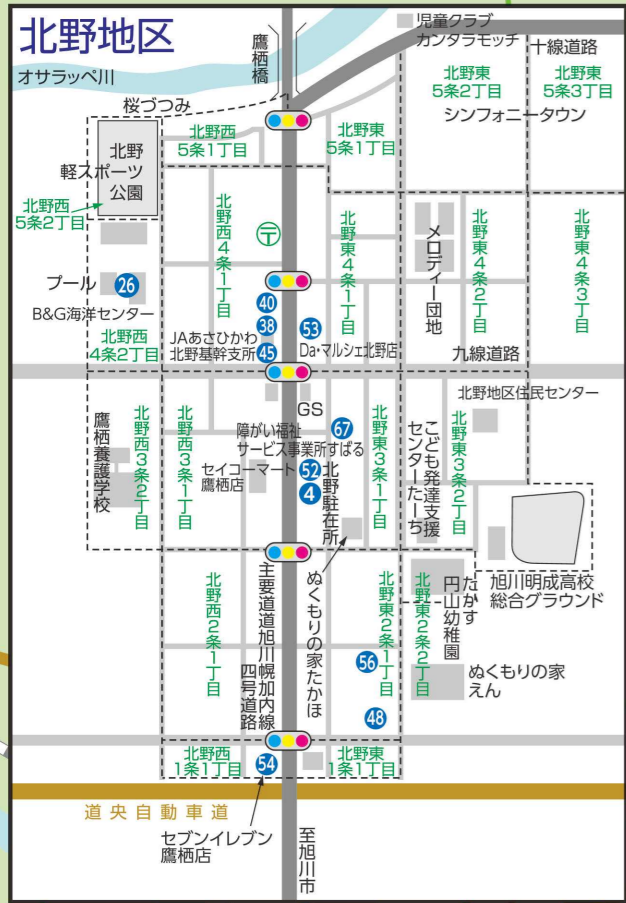 北野地区
鷹栖橋
児童クラブ
カンタラモッチ
十線道路
オサラッペ川
北野東
5条2丁目
北野東
5条3丁目
桜づつみ
シンフォニータウン
北野西
5条1丁目
北野東
5条1丁目
北野
軽スポーツ
公園
北野西
5条2丁目
北野西4条1丁目
〒
北野東4条1丁目
メロディー団地
北野東4条2丁目
北野東4条3丁目
プール
26
B&G海洋センター
40
38
53
北野西
4条2丁目
JAあさひかわ
北野基幹支所
45
Da・マルシェ北野店
九線道路
北野地区住民センター
GS
鷹栖養護学校
北野西3条2丁目
北野西3条1丁目
障がい福祉
サービス事業所すばる
67
北野東3条1丁目
こども発達支援
センターたーち
北野東3条2丁目
セイコーマート
鷹栖店
52
4
北野駐在所
旭川明成高校
総合グラウンド
北野西2条1丁目
主要道道旭川幌加内線
四号道路
ぬくもりの家たかほ
北野東2条1丁目
北野東2条2丁目
たかす
円山幼稚園
56
ぬくもりの家
えん
48
北野西
1条1丁目
54
北野東
1条1丁目
道央自動車道
セブンイレブン
鷹栖店
至旭川市